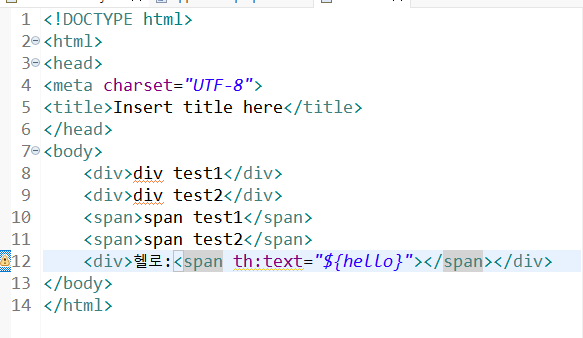 1 <!DOCTYPE html>
2 <html>
3 <head>
4 <meta charset="UTF-8">
5 <title>Insert title here</title>
6 </head>
7 <body>
8     <div>div test1</div>
9     <div>div test2</div>
10     <span>span test1</span>
11     <span>span test2</span>
12     <div>헬로:<span th:text="${hello}"></span></div>
13 </body>
14 </html>